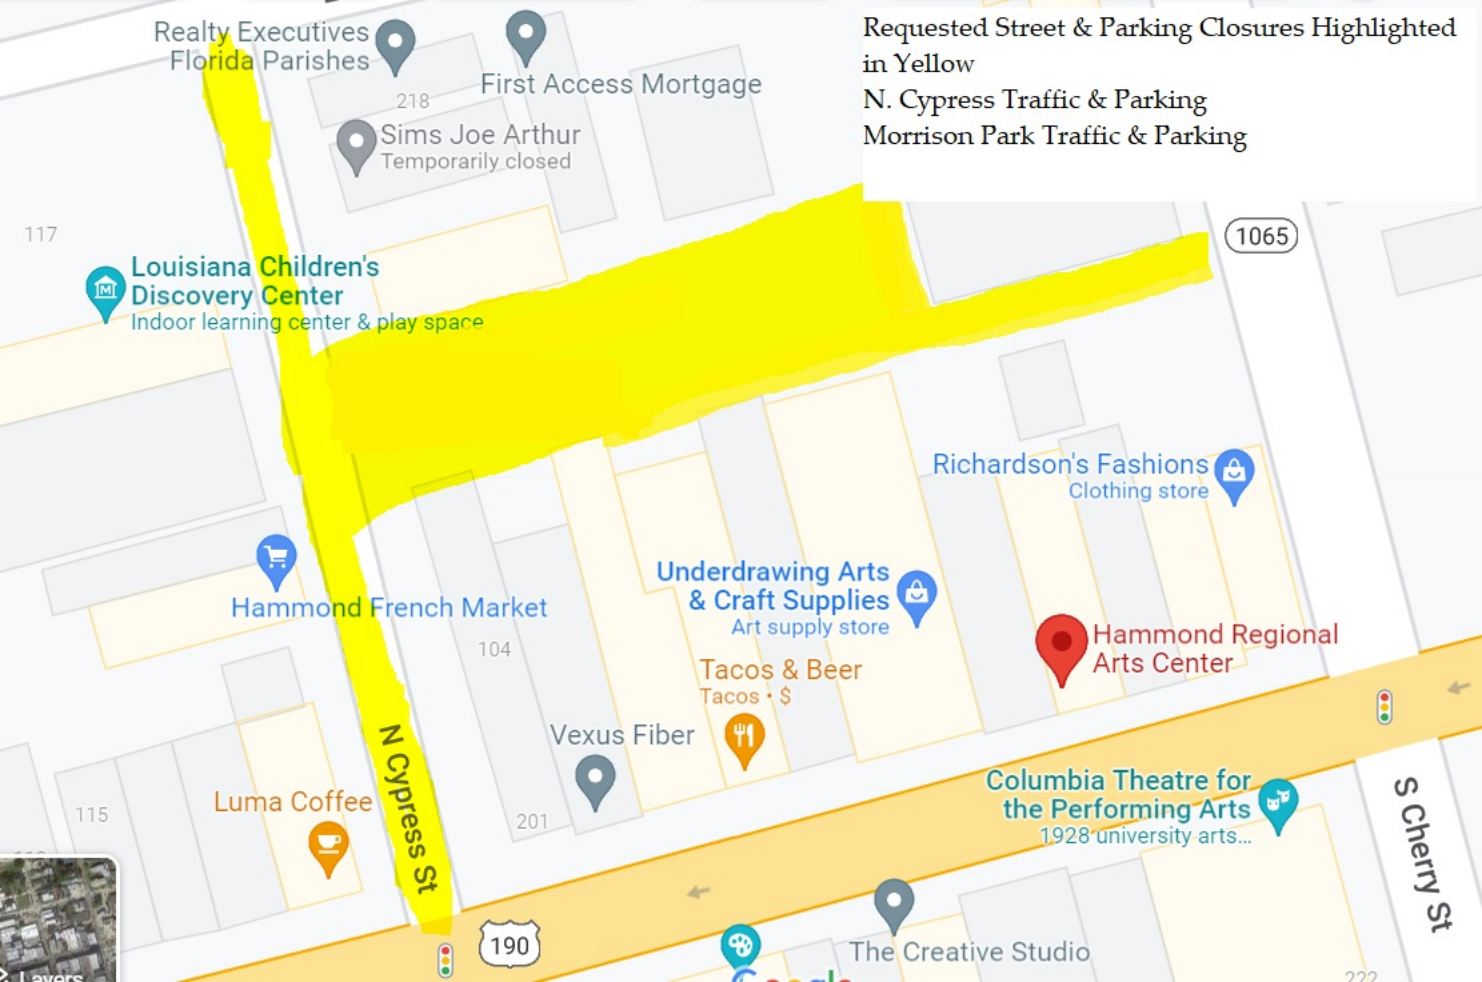 Requested Street & Parking Closures Highlighted
in Yellow
N. Cypress Traffic & Parking
Morrison Park Traffic & Parking
Realty Executives
Florida Parishes
First Access Mortgage
218
Sims Joe Arthur
Temporarily closed
117
1065
Louisiana Children's
Discovery Center
Indoor learning center & play space
Richardson's Fashions
Clothing store
Hammond French Market
Underdrawing Arts
& Craft Supplies
Art supply store
104
Hammond Regional
Arts Center
Tacos & Beer
Tacos • $
Vexus Fiber
N Cypress St
Luma Coffee
115
201
Columbia Theatre for
the Performing Arts
1928 university arts...
S Cherry St
190
The Creative Studio
Layers
Google
222